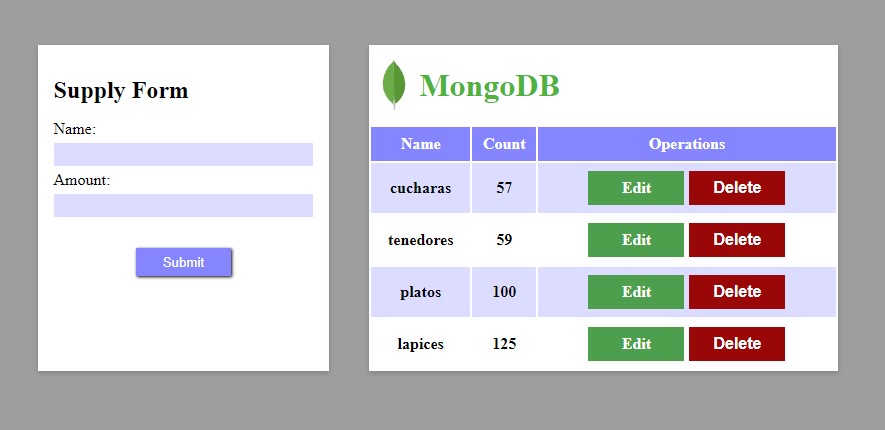 Supply Form
Name:
Amount:
Submit
MongoDB
Name Count Operations
cucharas 57 Edit Delete
tenedores 59 Edit Delete
platos 100 Edit Delete
lapices 125 Edit Delete